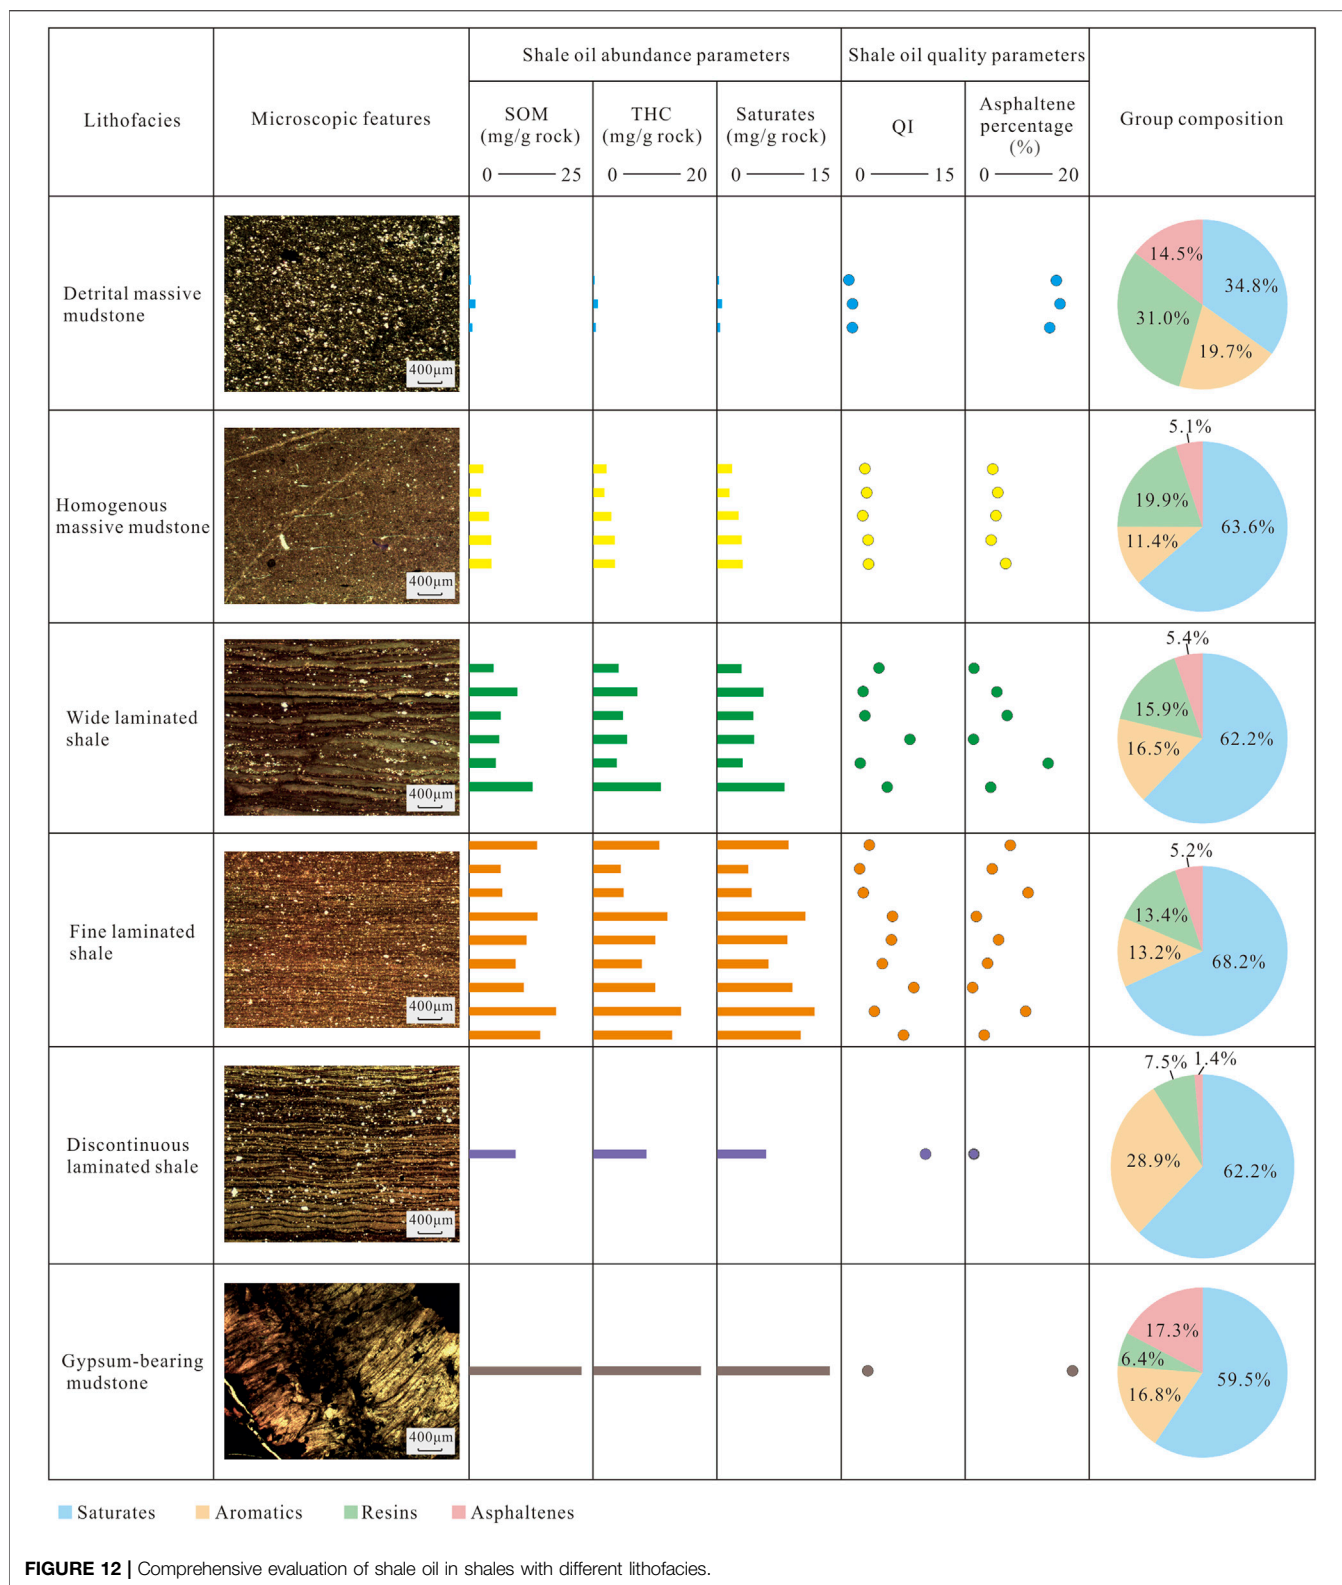 Shale oil abundance parameters
Shale oil quality parameters
Lithofacies
Microscopic features
SOM
(mg/g rock)
0 25
THC
(mg/g rock)
0 20
Saturates
(mg/g rock)
0 15
QI
0 15
Asphaltene
percentage
(%)
0 20
Group composition
Detrital massive
mudstone
400μm
14.5%
34.8%
31.0%
19.7%
Homogenous
massive mudstone
400μm
5.1%
19.9%
63.6%
11.4%
Wide laminated
shale
400μm
5.4%
15.9%
62.2%
16.5%
Fine laminated
shale
400μm
5.2%
13.4%
13.2%
68.2%
Discontinuous
laminated shale
400μm
7.5% 1.4%
28.9%
62.2%
Gypsum-bearing
mudstone
400μm
17.3%
6.4%
59.5%
16.8%
Saturates Aromatics Resins Asphaltenes
FIGURE 12 | Comprehensive evaluation of shale oil in shales with different lithofacies.